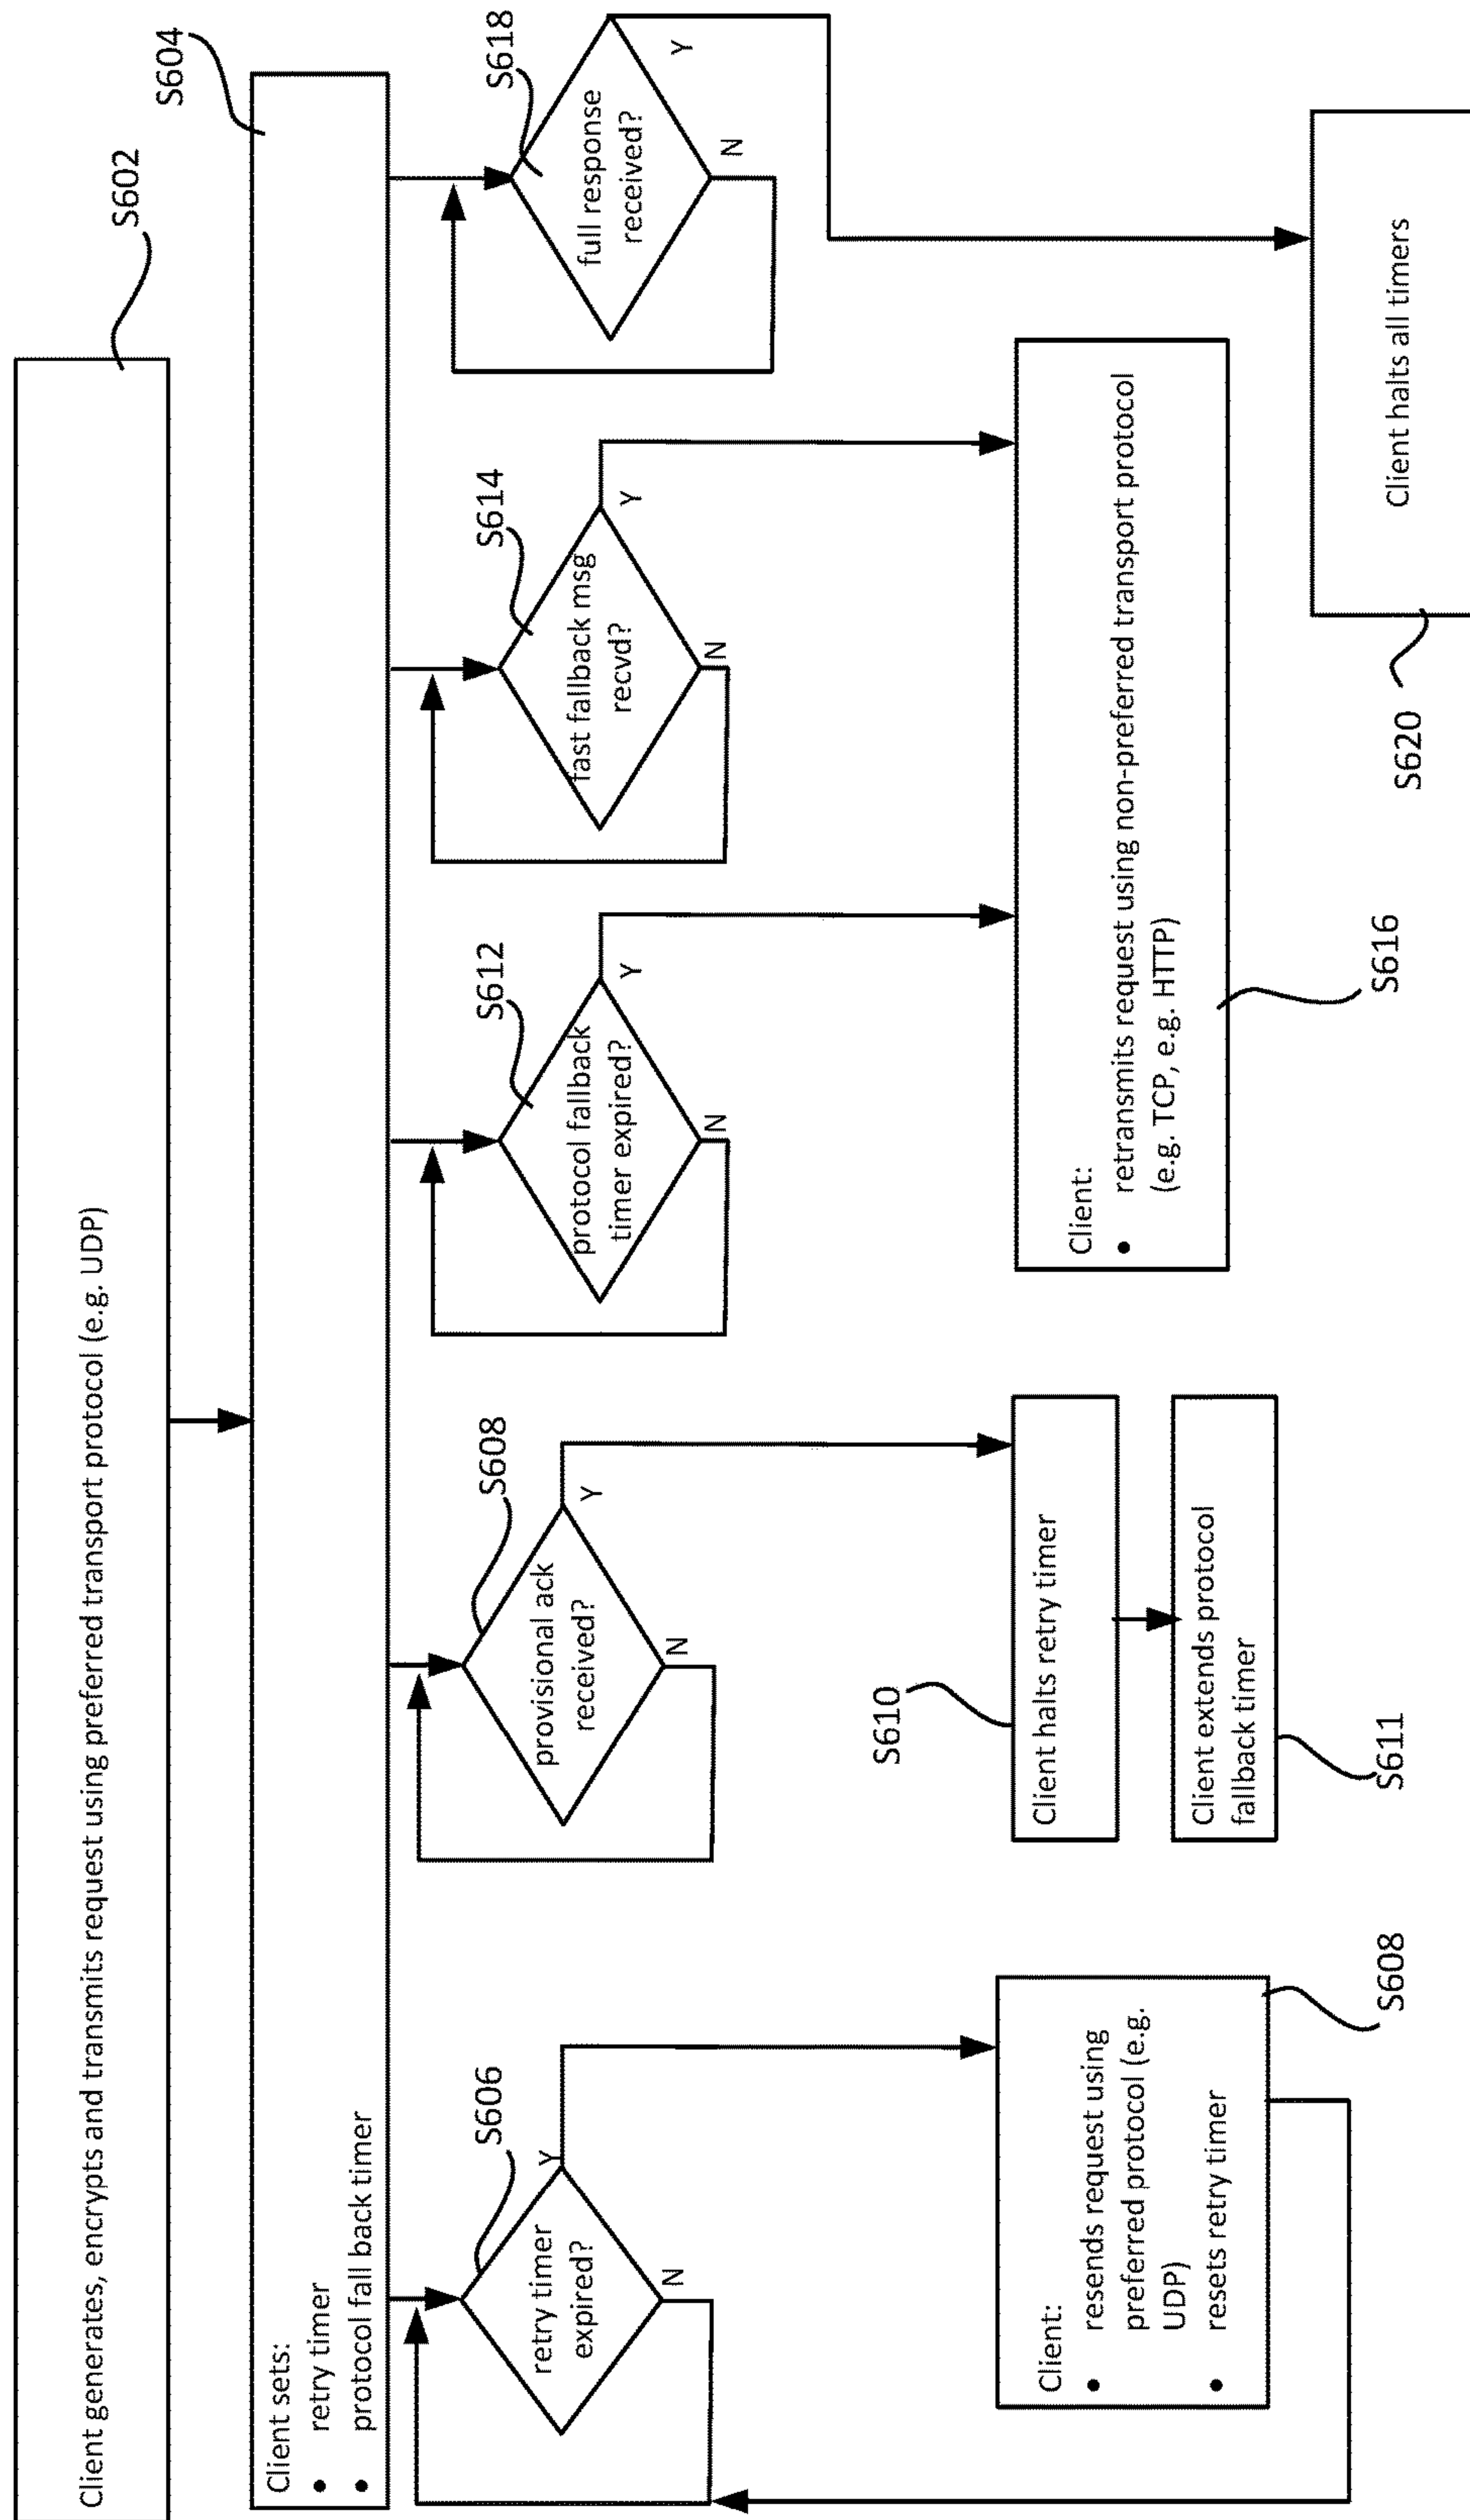 Client generates, encrypts and transmits request using preferred transport protocol (e.g. UDP)
S602
Client sets:
• retry timer
• protocol fall back timer
S604
retry timer
expired?
S606
Y
N
provisional ack
received?
S608
Y
N
protocol fallback
timer expired?
S612
Y
N
fast fallback msg
recvd?
S614
Y
N
full response
received?
S618
Y
N
Client:
• resends request using
preferred protocol (e.g.
UDP)
• resets retry timer
S608
Client halts retry timer
S610
Client extends protocol
fallback timer
S611
Client:
• retransmits request using non-preferred transport protocol
(e.g. TCP, e.g. HTTP)
S616
Client halts all timers
S620